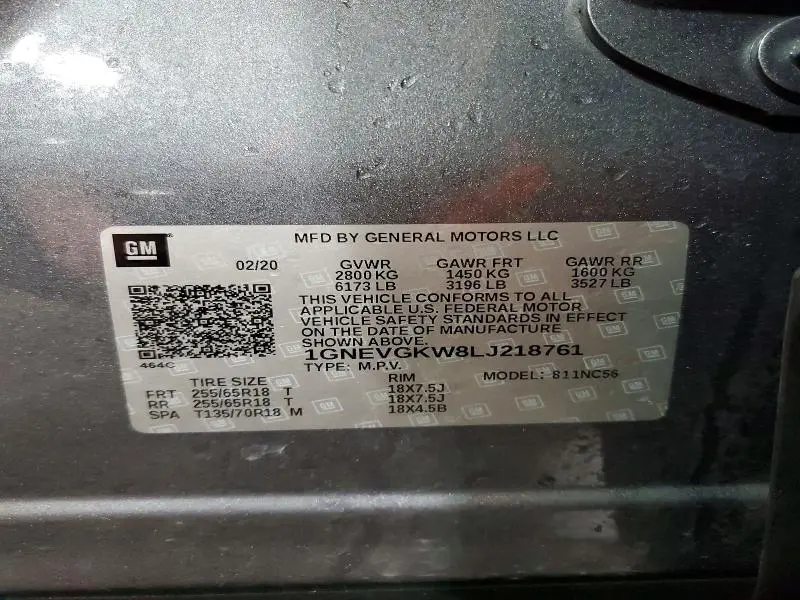 GM
MFD BY GENERAL MOTORS LLC
02/20 GVWR GAWR FRT GAWR RR
2800 KG 1450 KG 1600 KG
6173 LB 3196 LB 3527 LB
THIS VEHICLE CONFORMS TO ALL
APPLICABLE U.S. FEDERAL MOTOR
VEHICLE SAFETY STANDARDS IN EFFECT
ON THE DATE OF MANUFACTURE
SHOWN ABOVE.
464C
1GNEVGKW8LJ218761
TYPE: M.P.V. MODEL: 811NC56
TIRE SIZE RIM
FRT 255/65R18 T 18X7.5J
RR 255/65R18 T 18X7.5J
SPA T135/70R18 M 18X4.5B